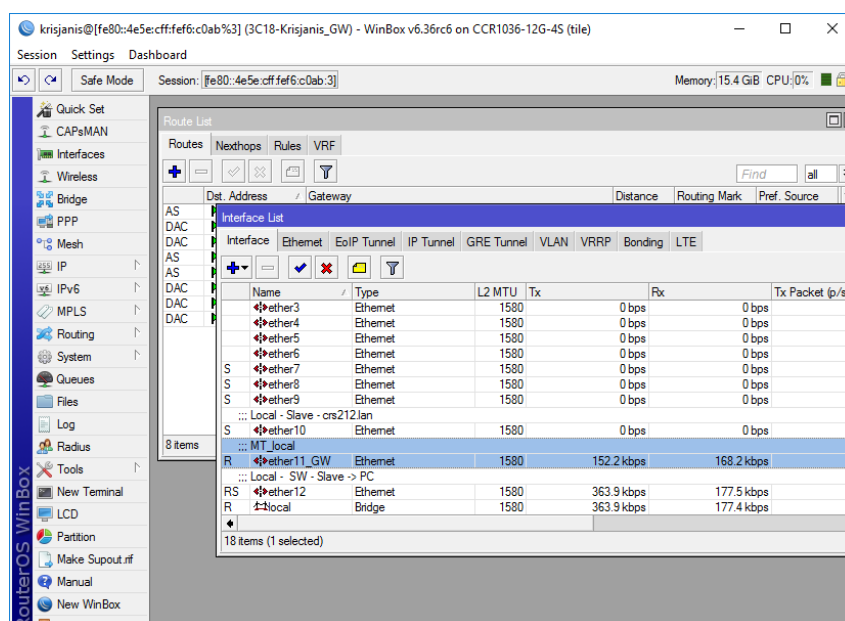 krisjanis@[fe80::4e5e:cff:fef6:c0ab%3] (3C18-Krisjanis_GW) - WinBox v6.36rc6 on CCR1036-12G-4S (tile)
Session Settings Dashboard
Safe Mode Session: fe80::4e5e:cff:fef6:c0ab:3] Memory: 15.4 GiB CPU: 0%
Quick Set
CAPsMAN
Interfaces
Wireless
Bridge
PPP
Mesh
IP
IPv6
MPLS
Routing
System
Queues
Files
Log
Radius
Tools
New Terminal
LCD
Partition
Make Supout.rif
Manual
New WinBox
RouterOS WinBox
Route List
Routes Nexthops Rules VRF
Find all
Dst. Address / Gateway Distance Routing Mark Pref. Source
AS
DAC
DAC
AS
AS
DAC
DAC
DAC
8 items
Interface List
Interface Ethernet EoIP Tunnel IP Tunnel GRE Tunnel VLAN VRRP Bonding LTE
Name / Type L2 MTU Tx Rx Tx Packet (p/s
ether3 Ethernet 1580 0 bps 0 bps
ether4 Ethernet 1580 0 bps 0 bps
ether5 Ethernet 1580 0 bps 0 bps
ether6 Ethernet 1580 0 bps 0 bps
S ether7 Ethernet 1580 0 bps 0 bps
S ether8 Ethernet 1580 0 bps 0 bps
S ether9 Ethernet 1580 0 bps 0 bps
;;; Local - Slave - crs212.lan
S ether10 Ethernet 1580 0 bps 0 bps
;;; MT_local
R ether11_GW Ethernet 1580 152.2 kbps 168.2 kbps
;;; Local - SW - Slave -> PC
RS ether12 Ethernet 1580 363.9 kbps 177.5 kbps
R local Bridge 1580 363.9 kbps 177.4 kbps
18 items (1 selected)